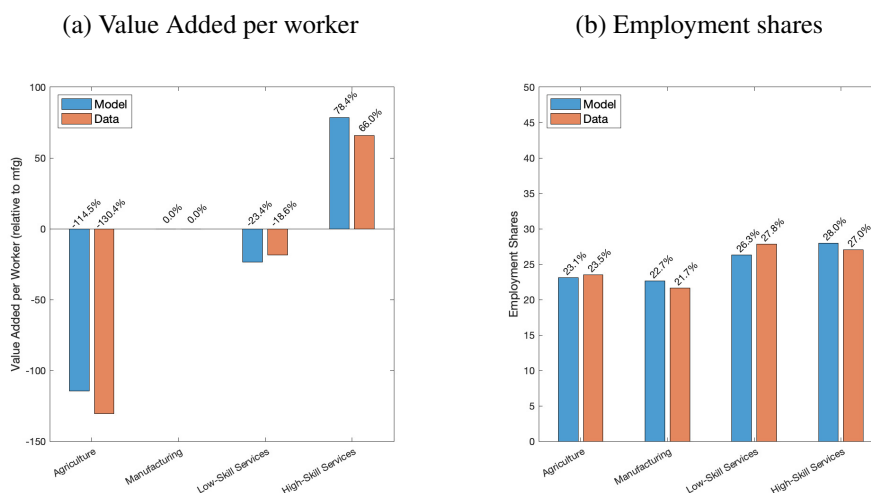 (a) Value Added per worker
100
50
0
-50
-100
-150
Value Added per Worker (relative to mfg)
Model
Data
-114.5%
-130.4%
0.0%
0.0%
-23.4%
-18.6%
78.4%
66.0%
Agriculture
Manufacturing
Low-Skill Services
High-Skill Services
(b) Employment shares
50
45
40
35
30
25
20
15
10
5
0
Employment Shares
Model
Data
23.1%
23.5%
22.7%
21.7%
26.3%
27.8%
28.0%
27.0%
Agriculture
Manufacturing
Low-Skill Services
High-Skill Services